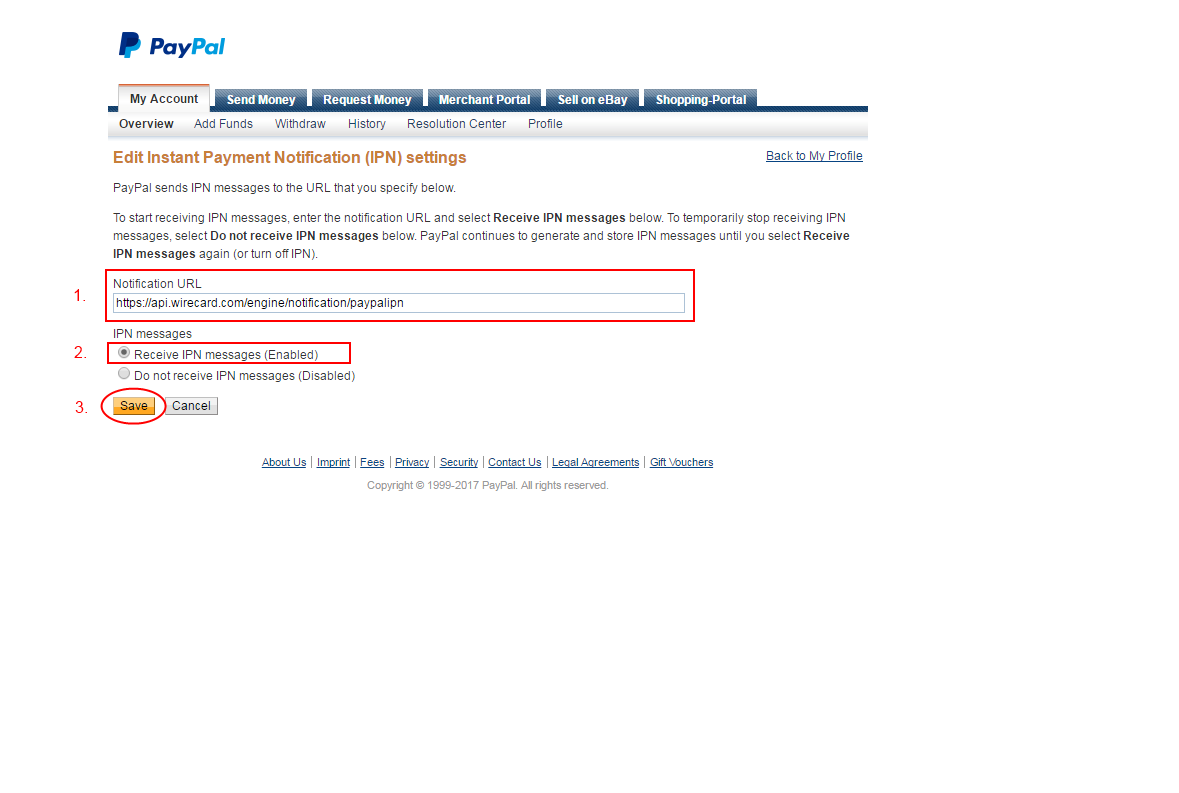 PayPal
My Account Send Money Request Money Merchant Portal Sell on eBay Shopping-Portal
Overview Add Funds Withdraw History Resolution Center Profile
Edit Instant Payment Notification (IPN) settings Back to My Profile
PayPal sends IPN messages to the URL that you specify below.
To start receiving IPN messages, enter the notification URL and select Receive IPN messages below. To temporarily stop receiving IPN
messages, select Do not receive IPN messages below. PayPal continues to generate and store IPN messages until you select Receive
IPN messages again (or turn off IPN).
Notification URL
1. https://api.wirecard.com/engine/notification/paypalipn
IPN messages
2. Receive IPN messages (Enabled)
Do not receive IPN messages (Disabled)
3. Save Cancel
About Us Imprint Fees Privacy Security Contact Us Legal Agreements Gift Vouchers
Copyright © 1999-2017 PayPal. All rights reserved.